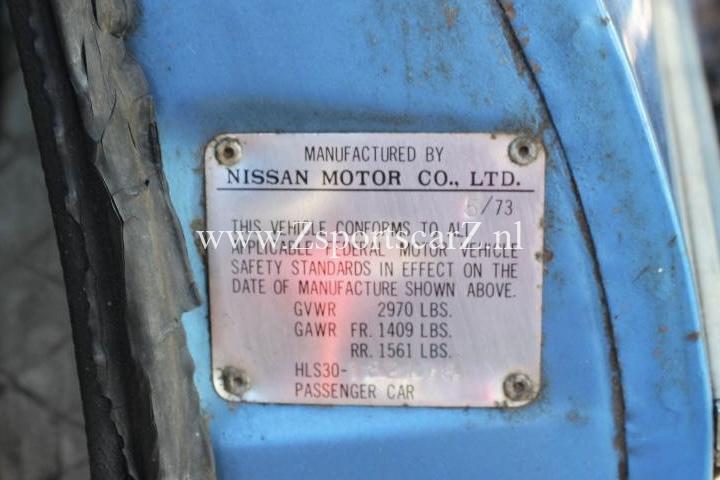 MANUFACTURED BY
NISSAN MOTOR CO., LTD.
5/73
THIS VEHICLE CONFORMS TO ALL
www.ZsportscarZ.nl
APPLICABLE FEDERAL MOTOR VEHICLE
SAFETY STANDARDS IN EFFECT ON THE
DATE OF MANUFACTURE SHOWN ABOVE.
GVWR 2970 LBS.
GAWR FR. 1409 LBS.
RR. 1561 LBS.
HLS30-
PASSENGER CAR